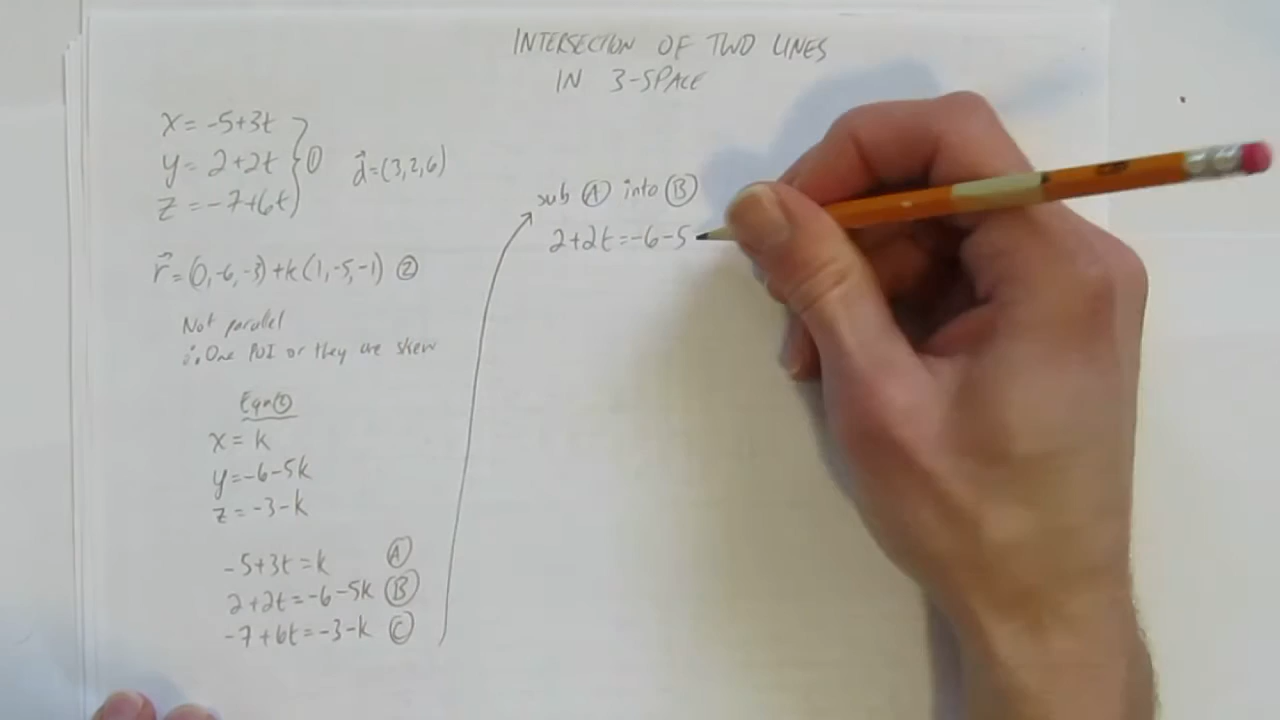 INTERSECTION OF TWO LINES
IN 3-SPACE
x = -5+3t
y = 2+2t } ① d⃗=(3,2,6)
z = -7+6t
r⃗ = (0,-6,-3)+k(1,-5,-1) ②
Not parallel
∴ One POI or they are skew
Eqn②
x = k
y=-6-5k
z = -3-k
-5+3t=k Ⓐ
2+2t=-6-5k Ⓑ
-7+6t=-3-k Ⓒ
sub Ⓐ into Ⓑ
2+2t=-6-5